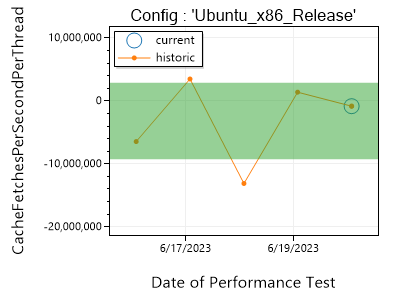 Config : 'Ubuntu_x86_Release'
CacheFetchesPerSecondPerThread
10,000,000
0
-10,000,000
-20,000,000
current
historic
6/17/2023
6/19/2023
Date of Performance Test